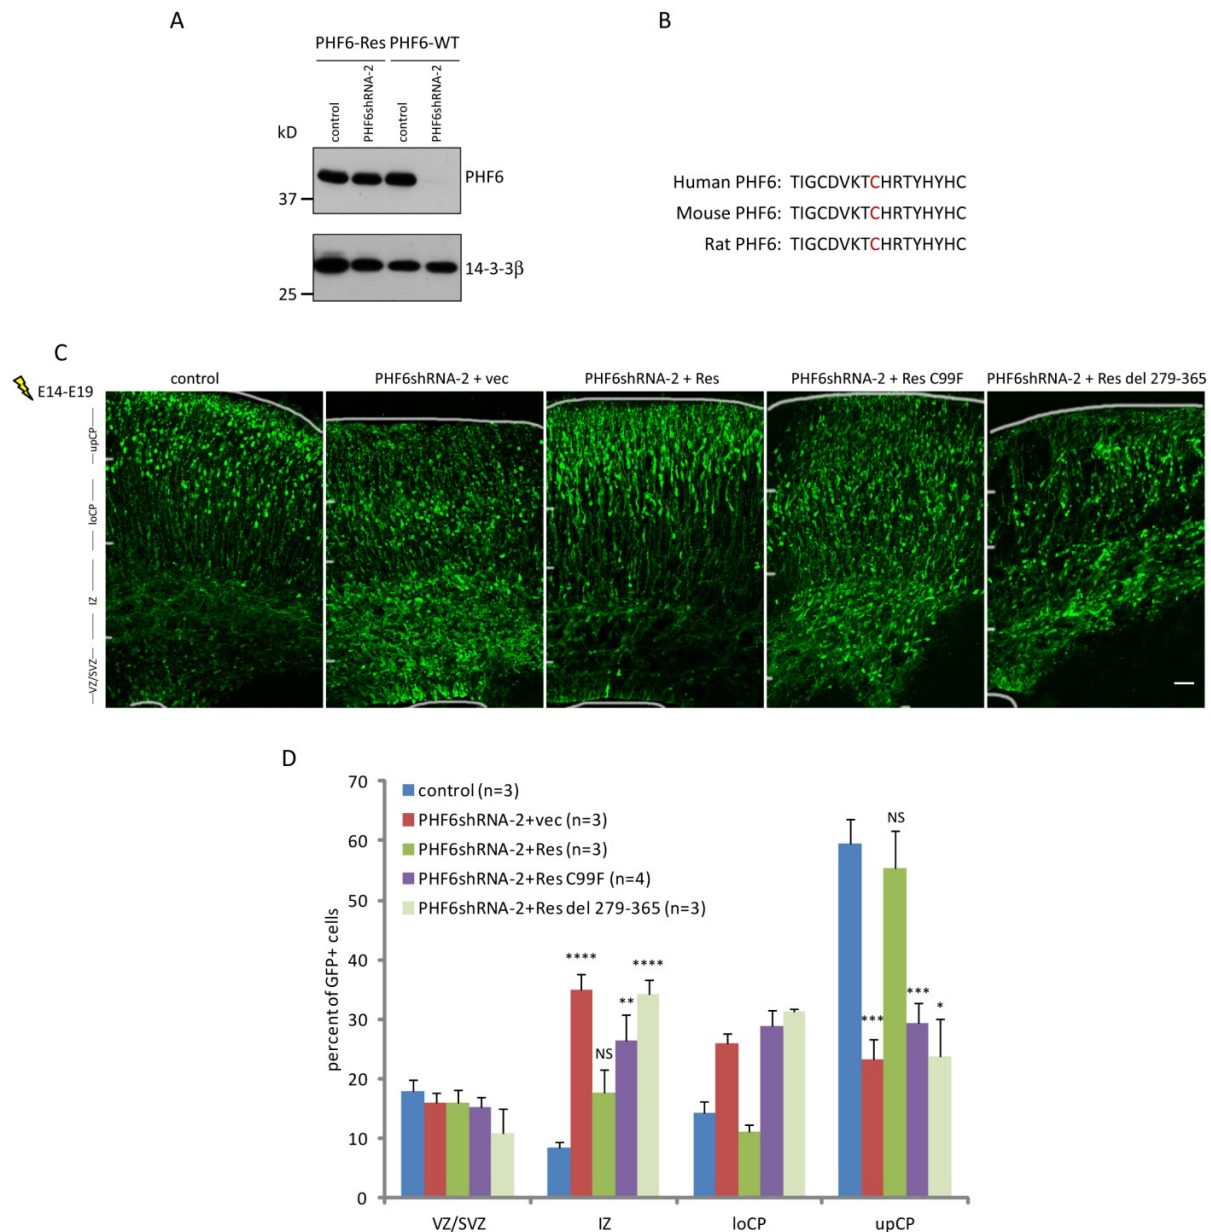 A
PHF6-Res PHF6-WT
control
PHF6shRNA-2
control
PHF6shRNA-2
kD
PHF6
37
14-3-3β
25
B
Human PHF6: TIGCDVKTCHRTYHYHC
Mouse PHF6: TIGCDVKTCHRTYHYHC
Rat PHF6: TIGCDVKTCHRTYHYHC
C
E14-E19
control
PHF6shRNA-2 + vec
PHF6shRNA-2 + Res
PHF6shRNA-2 + Res C99F
PHF6shRNA-2 + Res del 279-365
upCP
loCP
IZ
VZ/SVZ
D
percent of GFP+ cells
70
60
50
40
30
20
10
0
control (n=3)
PHF6shRNA-2+vec (n=3)
PHF6shRNA-2+Res (n=3)
PHF6shRNA-2+Res C99F (n=4)
PHF6shRNA-2+Res del 279-365 (n=3)
**** NS ** ****
*** NS *** *
VZ/SVZ IZ loCP upCP